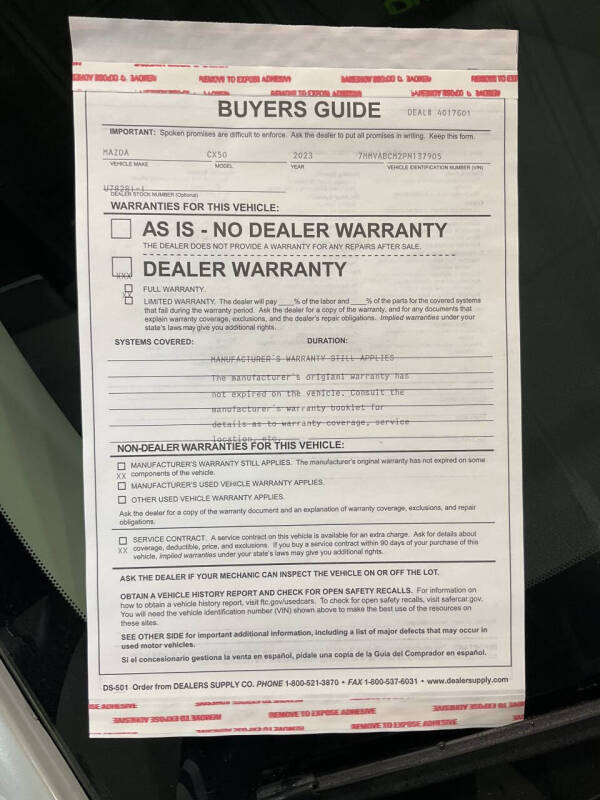 REMOVE TO EXPOSE ADHESIVE
BUYERS GUIDE
DEAL# 4017601
IMPORTANT: Spoken promises are difficult to enforce. Ask the dealer to put all promises in writing. Keep this form.
MAZDA CX50 2023 7MMVABCM2PN137905
VEHICLE MAKE MODEL YEAR VEHICLE IDENTIFICATION NUMBER (VIN)
U7828L-1
DEALER STOCK NUMBER (Optional)
WARRANTIES FOR THIS VEHICLE:
AS IS - NO DEALER WARRANTY
THE DEALER DOES NOT PROVIDE A WARRANTY FOR ANY REPAIRS AFTER SALE.
XXX
DEALER WARRANTY
FULL WARRANTY.
XX
LIMITED WARRANTY. The dealer will pay ____% of the labor and ____% of the parts for the covered systems
that fail during the warranty period. Ask the dealer for a copy of the warranty, and for any documents that
explain warranty coverage, exclusions, and the dealer's repair obligations. Implied warranties under your
state's laws may give you additional rights.
SYSTEMS COVERED: DURATION:
MANUFACTURER'S WARRANTY STILL APPLIES
The manufacturer's origianl warranty has
not expired on the vehicle. Consult the
manufacturer's warranty booklet for
details as to warranty coverage, service
location, etc.
NON-DEALER WARRANTIES FOR THIS VEHICLE:
MANUFACTURER'S WARRANTY STILL APPLIES. The manufacturer's original warranty has not expired on some
XX components of the vehicle.
MANUFACTURER'S USED VEHICLE WARRANTY APPLIES.
OTHER USED VEHICLE WARRANTY APPLIES.
Ask the dealer for a copy of the warranty document and an explanation of warranty coverage, exclusions, and repair
obligations.
SERVICE CONTRACT. A service contract on this vehicle is available for an extra charge. Ask for details about
XX coverage, deductible, price, and exclusions. If you buy a service contract within 90 days of your purchase of this
vehicle, implied warranties under your state's laws may give you additional rights.
ASK THE DEALER IF YOUR MECHANIC CAN INSPECT THE VEHICLE ON OR OFF THE LOT.
OBTAIN A VEHICLE HISTORY REPORT AND CHECK FOR OPEN SAFETY RECALLS. For information on
how to obtain a vehicle history report, visit ftc.gov/usedcars. To check for open safety recalls, visit safercar.gov.
You will need the vehicle identification number (VIN) shown above to make the best use of the resources on
these sites.
SEE OTHER SIDE for important additional information, including a list of major defects that may occur in
used motor vehicles.
Si el concesionario gestiona la venta en español, pídale una copia de la Guía del Comprador en español.
DS-501 Order from DEALERS SUPPLY CO. PHONE 1-800-521-3870 • FAX 1-800-537-6031 • www.dealersupply.com
REMOVE TO EXPOSE ADHESIVE
REMOVE TO EXPOSE ADHESIVE